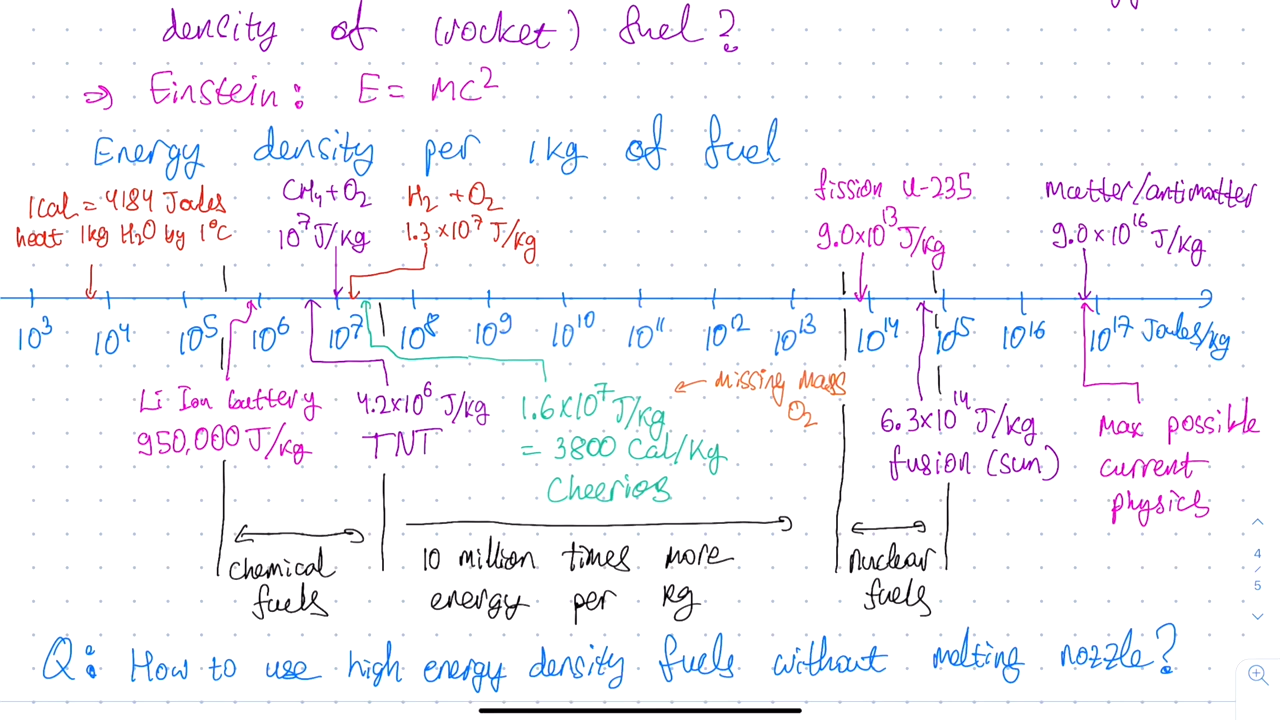 density of (rocket) fuel?
⇒ Einstein: E = mc²
Energy density per 1kg of fuel
1Cal = 4184 Joules
heat 1kg H₂O by 1°C
CH₄ + O₂
10⁷ J/kg
H₂ + O₂
1.3 × 10⁷ J/kg
fission U-235
9.0 × 10¹³ J/kg
matter/antimatter
9.0 × 10¹⁶ J/kg
10³ 10⁴ 10⁵ 10⁶ 10⁷ 10⁸ 10⁹ 10¹⁰ 10¹¹ 10¹² 10¹³ 10¹⁴ 10¹⁵ 10¹⁶ 10¹⁷ Joules/kg
Li Ion battery
950,000 J/kg
4.2×10⁶ J/kg
TNT
1.6×10⁷ J/kg
= 3800 Cal/kg
Cheerios
← missing mass
O₂
6.3×10¹⁴ J/kg
fusion (sun)
Max possible
current
physics
chemical
fuels
10 million times more
energy per kg
nuclear
fuels
4
/
5
Q: How to use high energy density fuels without melting nozzle?